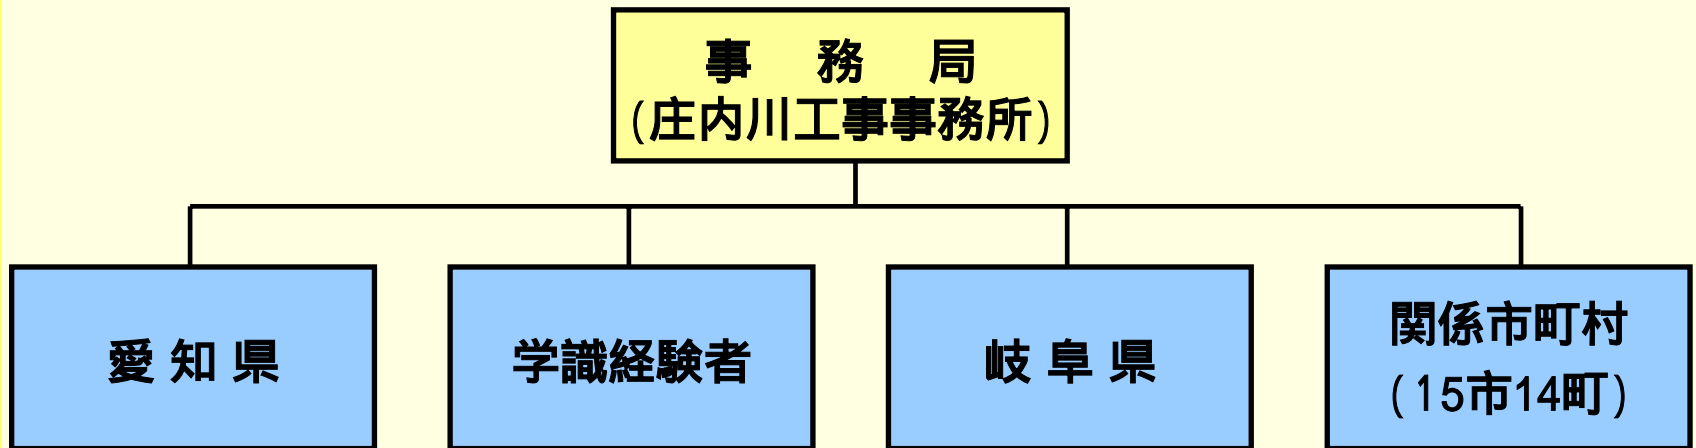 事 務 局
(庄内川工事事務所)
愛 知 県
学識経験者
岐 阜 県
関係市町村
(15市14町)